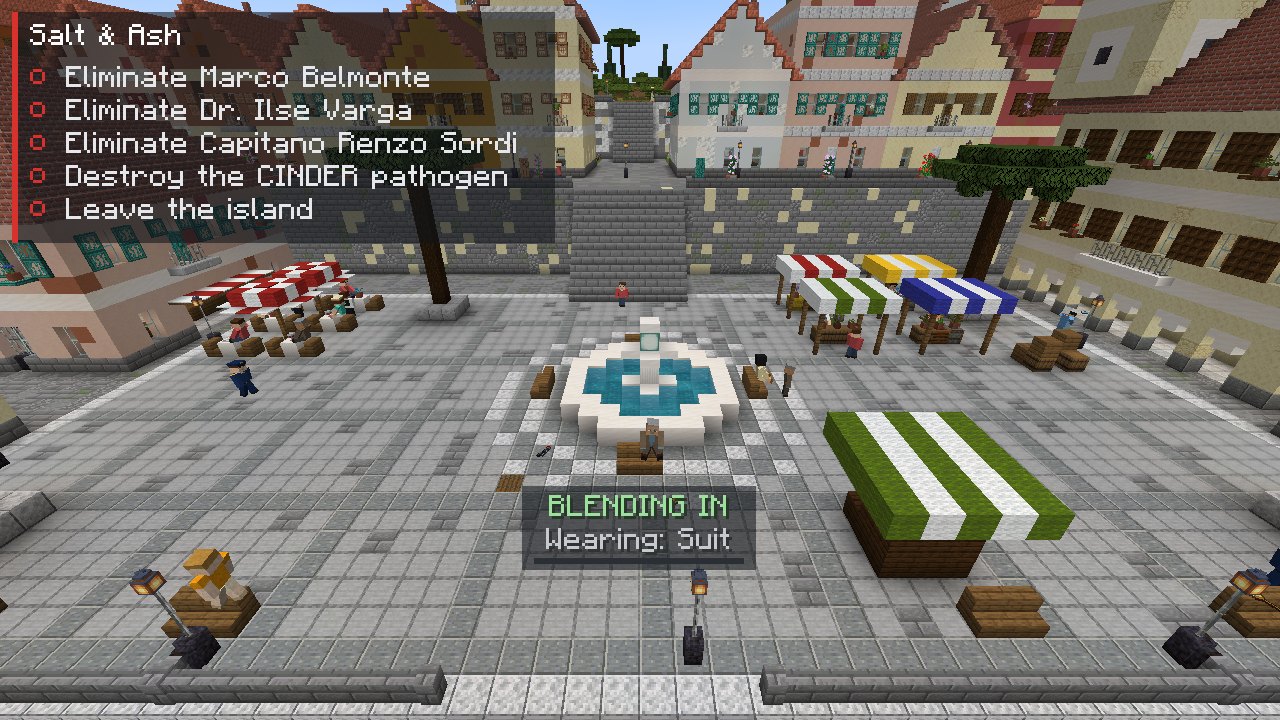 Salt & Ash
Eliminate Marco Belmonte
Eliminate Dr. Ilse Varga
Eliminate Capitano Renzo Sordi
Destroy the CINDER pathogen
Leave the island
BLENDING IN
Wearing: Suit